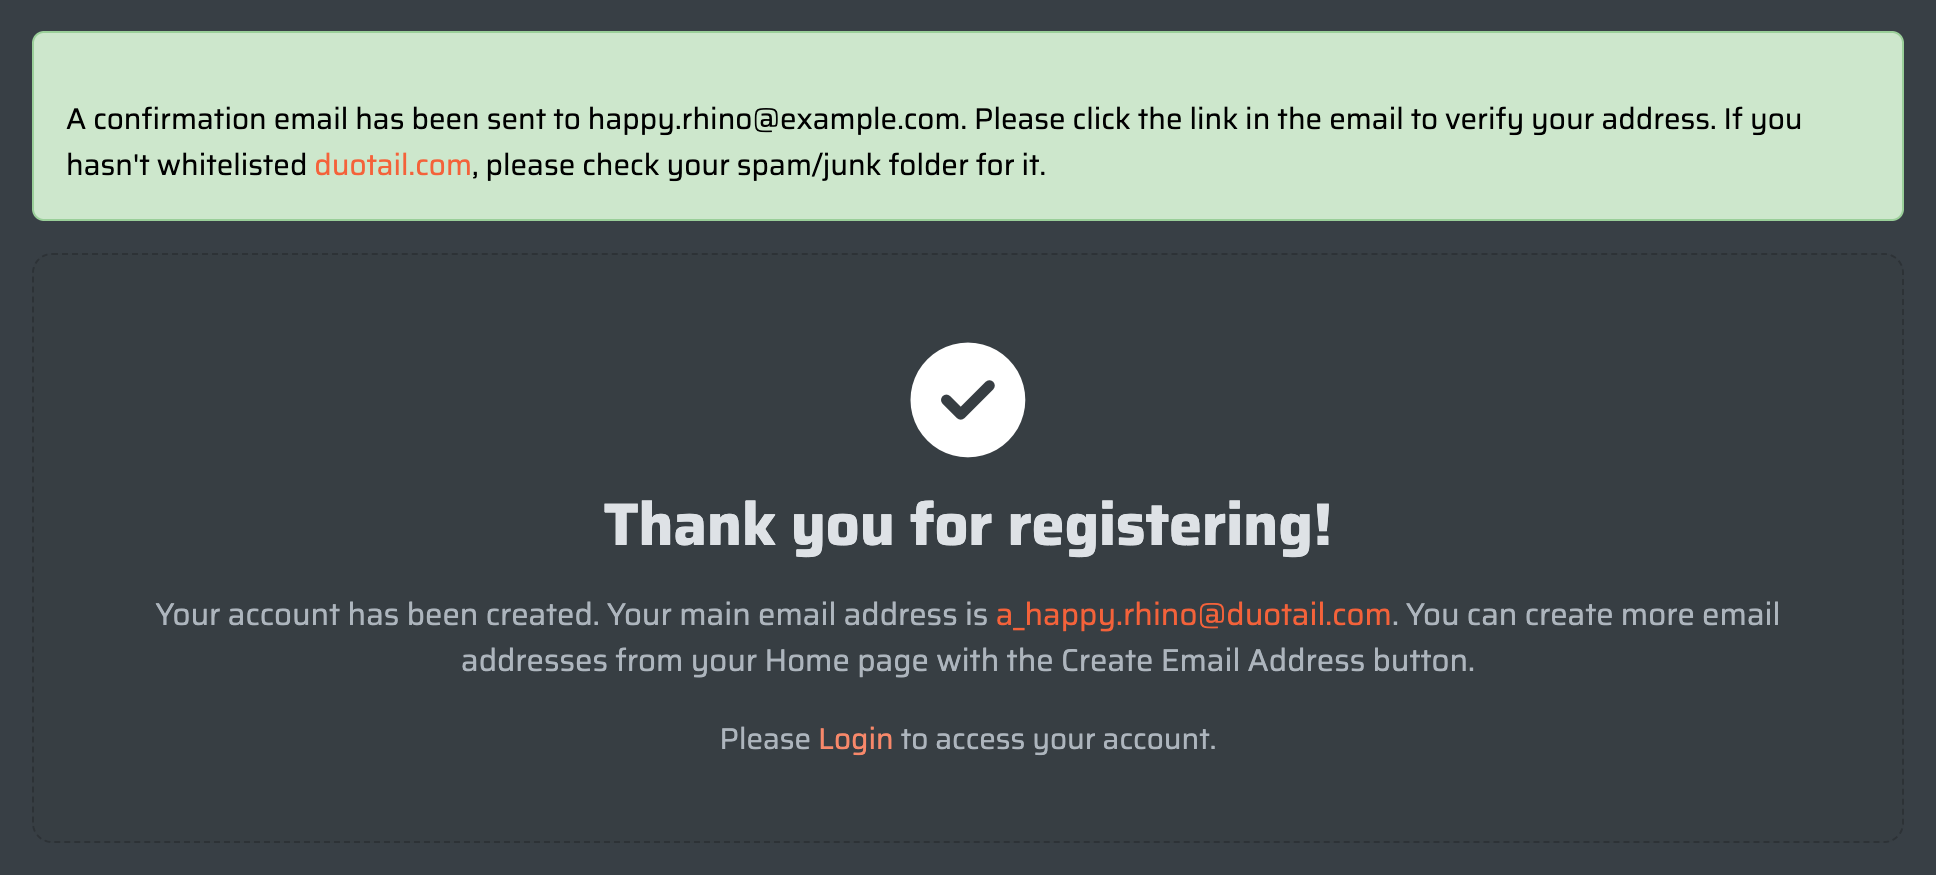 A confirmation email has been sent to happy.rhino@example.com. Please click the link in the email to verify your address. If you
hasn't whitelisted duotail.com, please check your spam/junk folder for it.
Thank you for registering!
Your account has been created. Your main email address is a_happy.rhino@duotail.com. You can create more email
addresses from your Home page with the Create Email Address button.
Please Login to access your account.